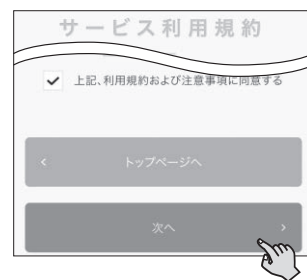 サービス利用規約
上記、利用規約および注意事項に同意する
トップページへ
次へ